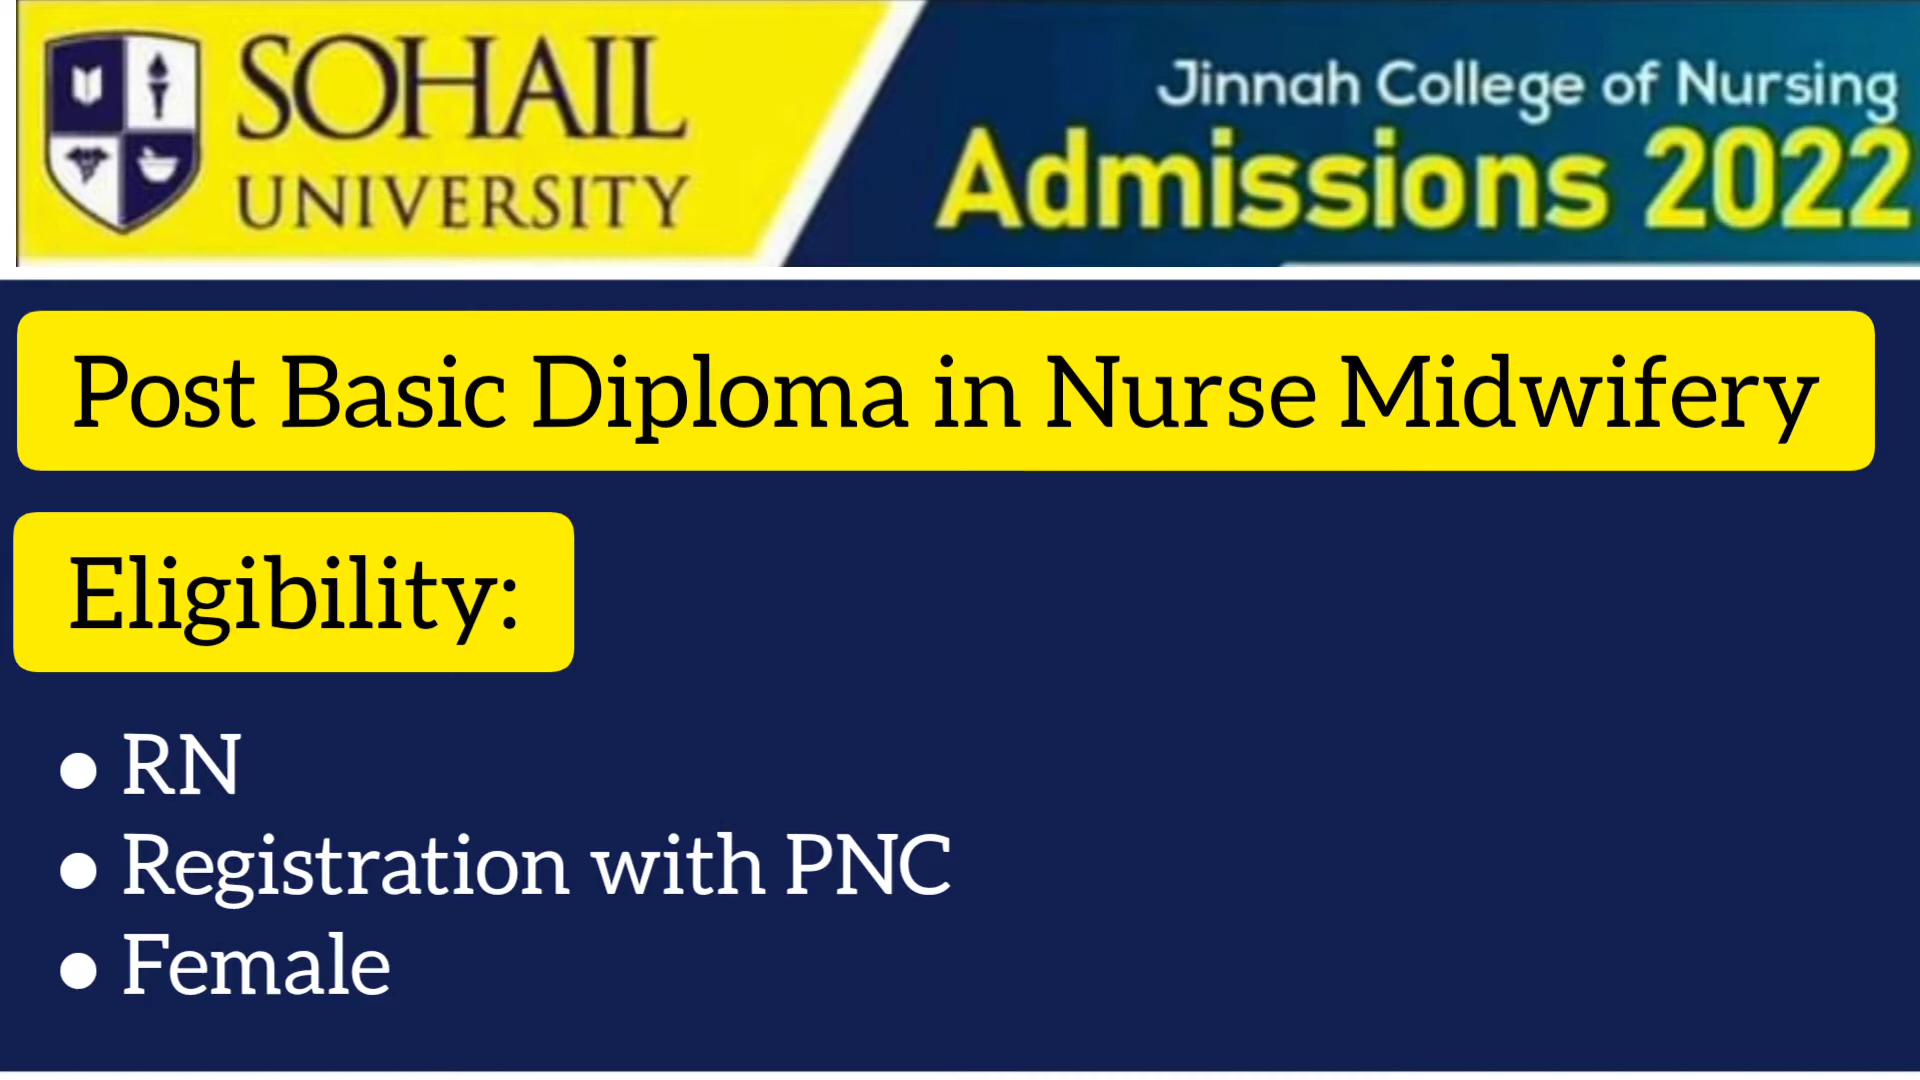 SOHAIL
UNIVERSITY
Jinnah College of Nursing
Admissions 2022
Post Basic Diploma in Nurse Midwifery
Eligibility:
● RN
● Registration with PNC
● Female